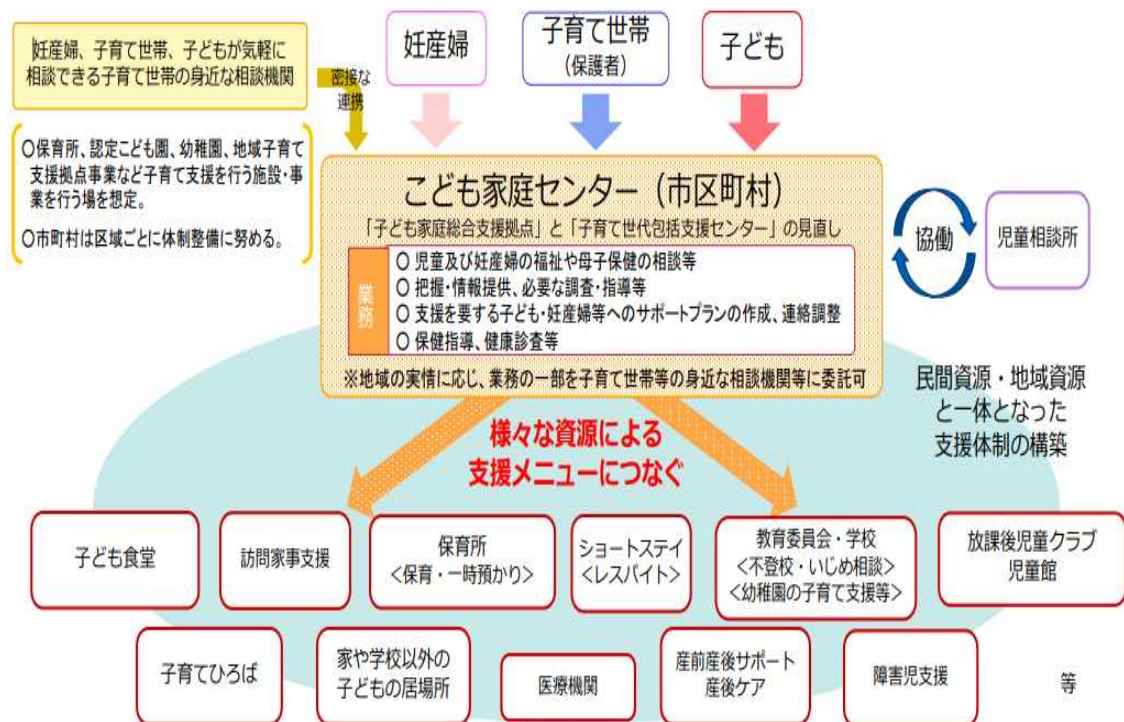 妊産婦、子育て世帯、子どもが気軽に
相談できる子育て世帯の身近な相談機関
密接な
連携
妊産婦
子育て世帯
（保護者）
子ども
○保育所、認定こども園、幼稚園、地域子育て
支援拠点事業など子育て支援を行う施設・事
業を行う場を想定。
○市町村は区域ごとに体制整備に努める。
こども家庭センター（市区町村）
「子ども家庭総合支援拠点」と「子育て世代包括支援センター」の見直し
業務
○ 児童及び妊産婦の福祉や母子保健の相談等
○ 把握・情報提供、必要な調査・指導等
○ 支援を要する子ども・妊産婦等へのサポートプランの作成、連絡調整
○ 保健指導、健康診査等
※地域の実情に応じ、業務の一部を子育て世帯等の身近な相談機関等に委託可
協働
児童相談所
民間資源・地域資源
と一体となった
支援体制の構築
様々な資源による
支援メニューにつなぐ
子ども食堂
訪問家事支援
保育所
＜保育・一時預かり＞
ショートステイ
＜レスパイト＞
教育委員会・学校
＜不登校・いじめ相談＞
＜幼稚園の子育て支援等＞
放課後児童クラブ
児童館
子育てひろば
家や学校以外の
子どもの居場所
医療機関
産前産後サポート
産後ケア
障害児支援
等